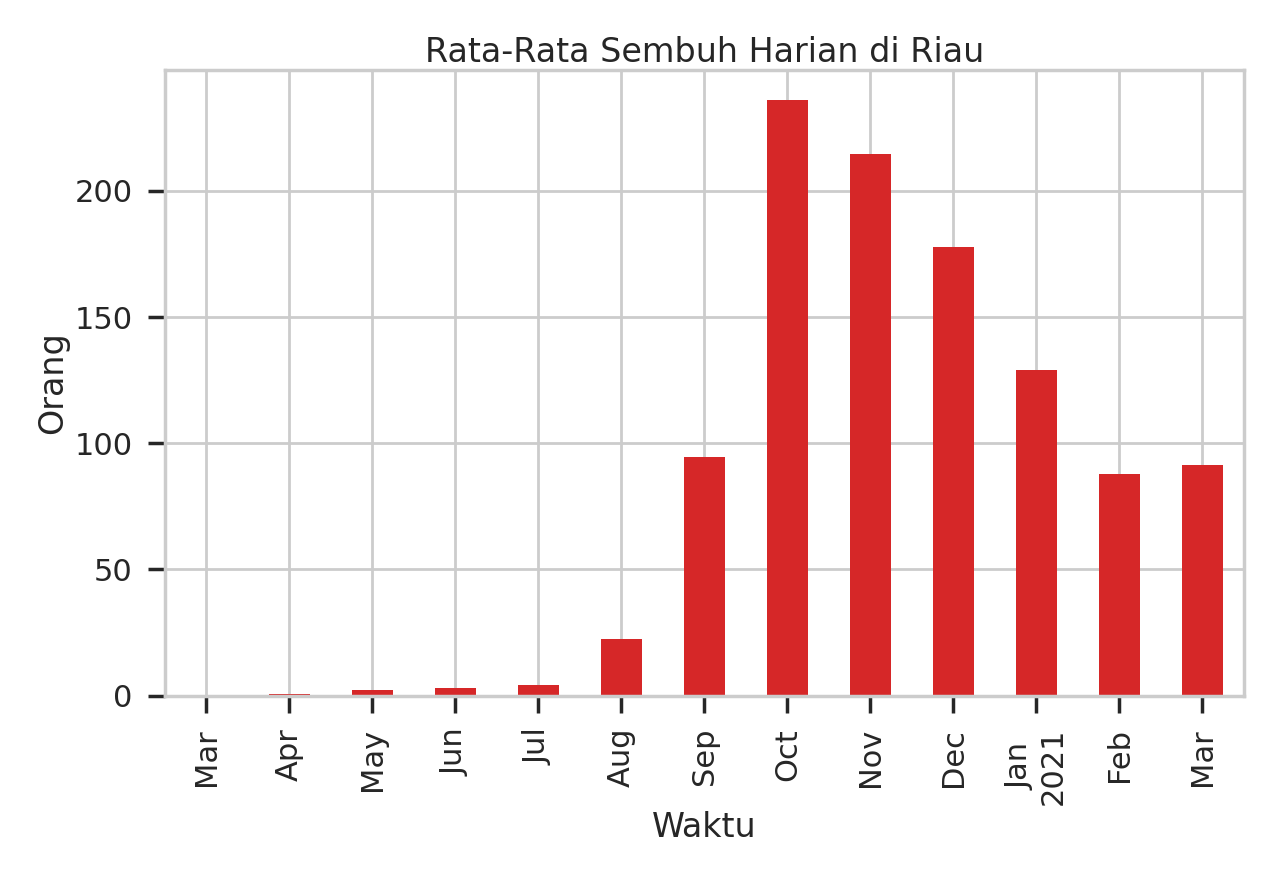 Rata-Rata Sembuh Harian di Riau
Orang
200
150
100
50
0
Mar
Apr
May
Jun
Jul
Aug
Sep
Oct
Nov
Dec
Jan
2021
Feb
Mar
Waktu